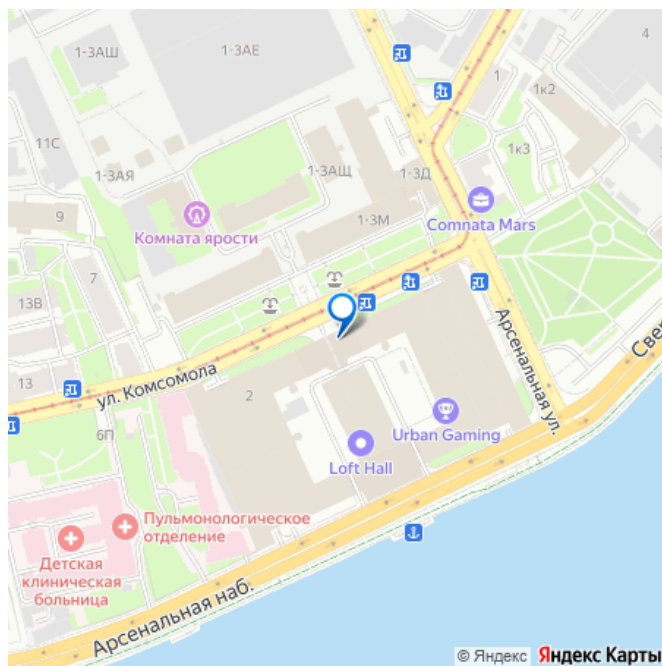 1-3АШ
1-3АЕ
4
1
1к2
11С
1-3АЯ
1-3АЩ
1-3Д
1к3
9
Комната ярости
1-3М
Comnata Mars
7
13В
13
ул. Комсомола
2
6П
Арсенальная ул.
Urban Gaming
Loft Hall
Пульмонологическое
отделение
Детская
клиническая
больница
Арсенальная наб.
© Яндекс Яндекс Карты